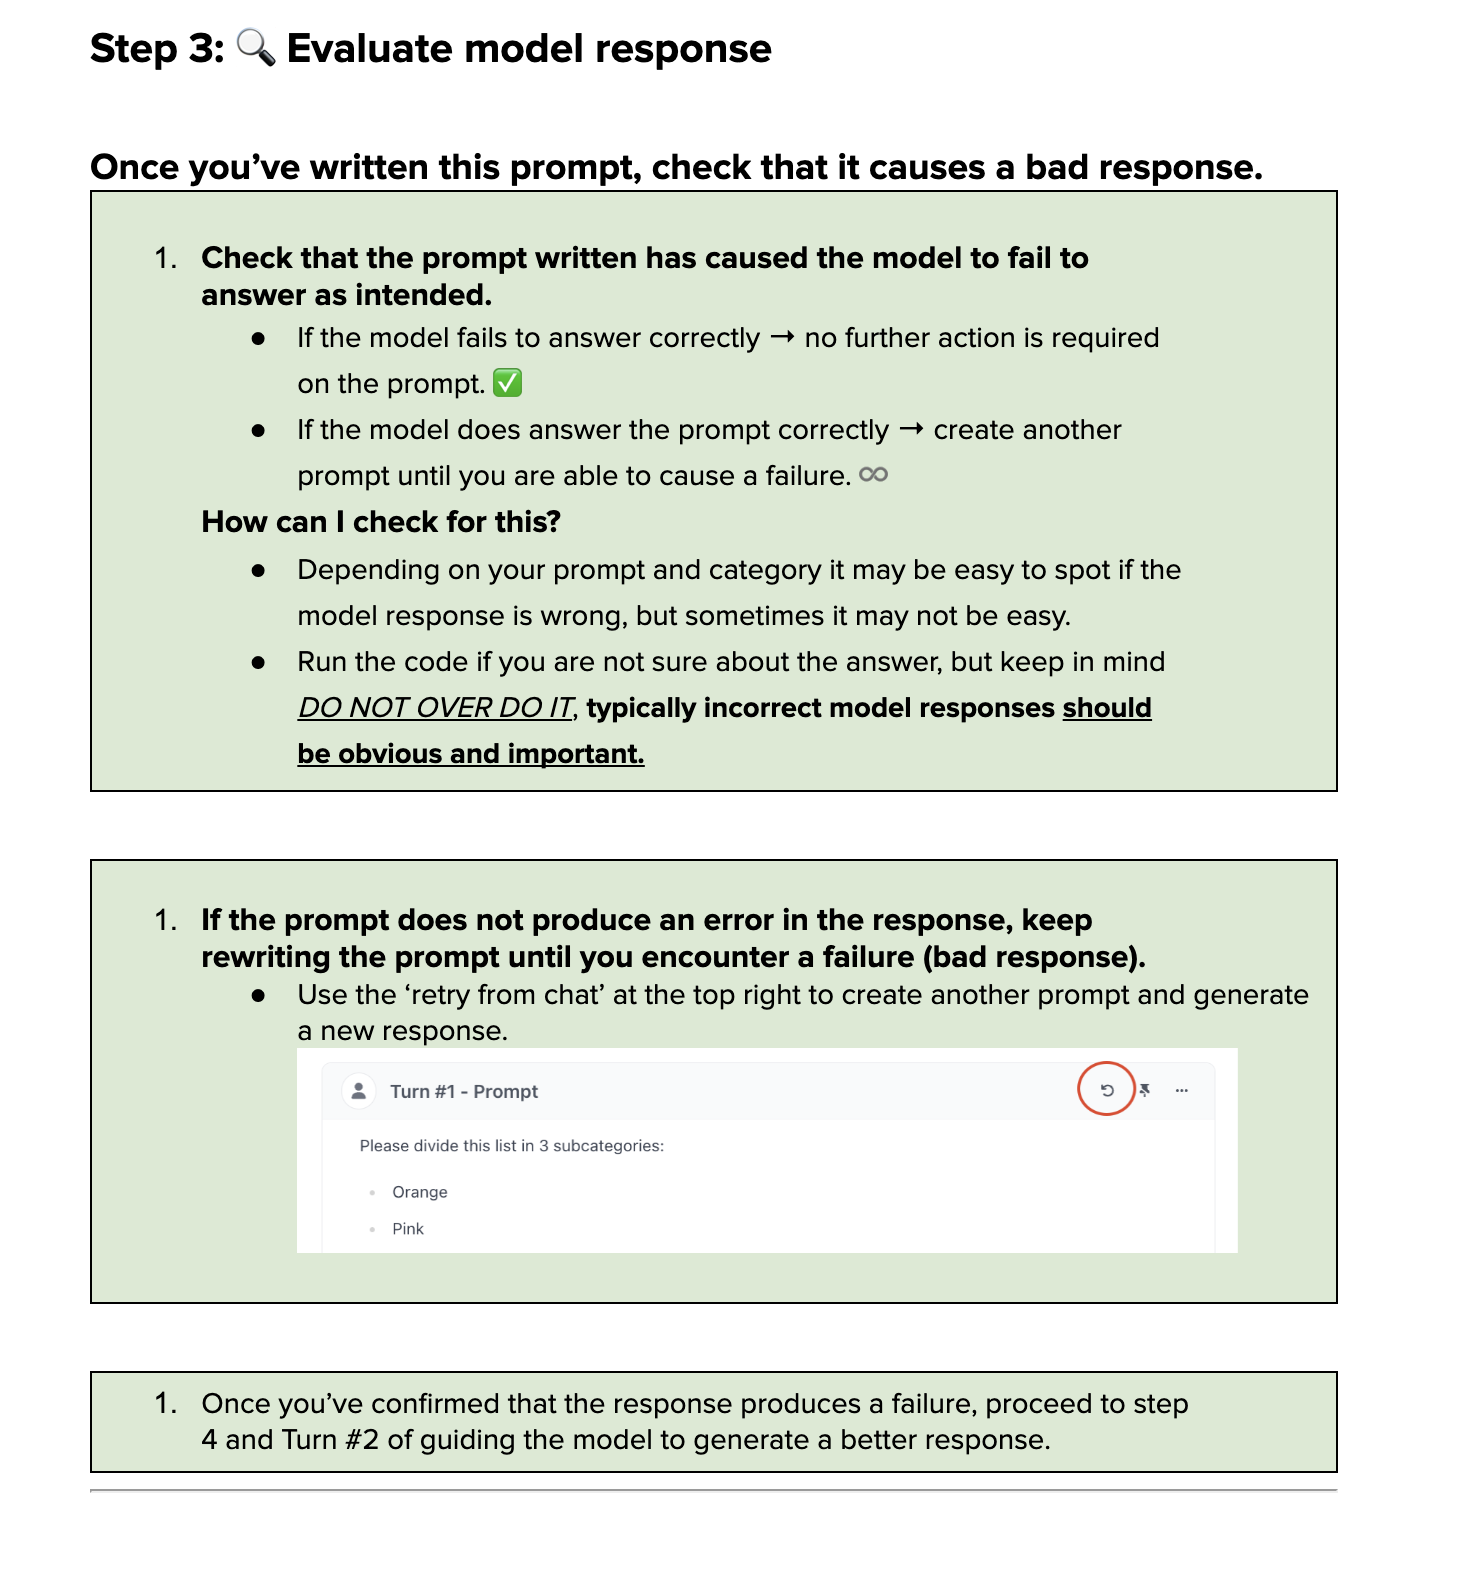 Step 3: 🔍 Evaluate model response
Once you’ve written this prompt, check that it causes a bad response.
1. Check that the prompt written has caused the model to fail to
answer as intended.
● If the model fails to answer correctly → no further action is required
on the prompt. ✅
● If the model does answer the prompt correctly → create another
prompt until you are able to cause a failure. ∞
How can I check for this?
● Depending on your prompt and category it may be easy to spot if the
model response is wrong, but sometimes it may not be easy.
● Run the code if you are not sure about the answer, but keep in mind
DO NOT OVER DO IT, typically incorrect model responses should
be obvious and important.
1. If the prompt does not produce an error in the response, keep
rewriting the prompt until you encounter a failure (bad response).
● Use the ‘retry from chat’ at the top right to create another prompt and generate
a new response.
Turn #1 - Prompt
Please divide this list in 3 subcategories:
• Orange
• Pink
1. Once you’ve confirmed that the response produces a failure, proceed to step
4 and Turn #2 of guiding the model to generate a better response.